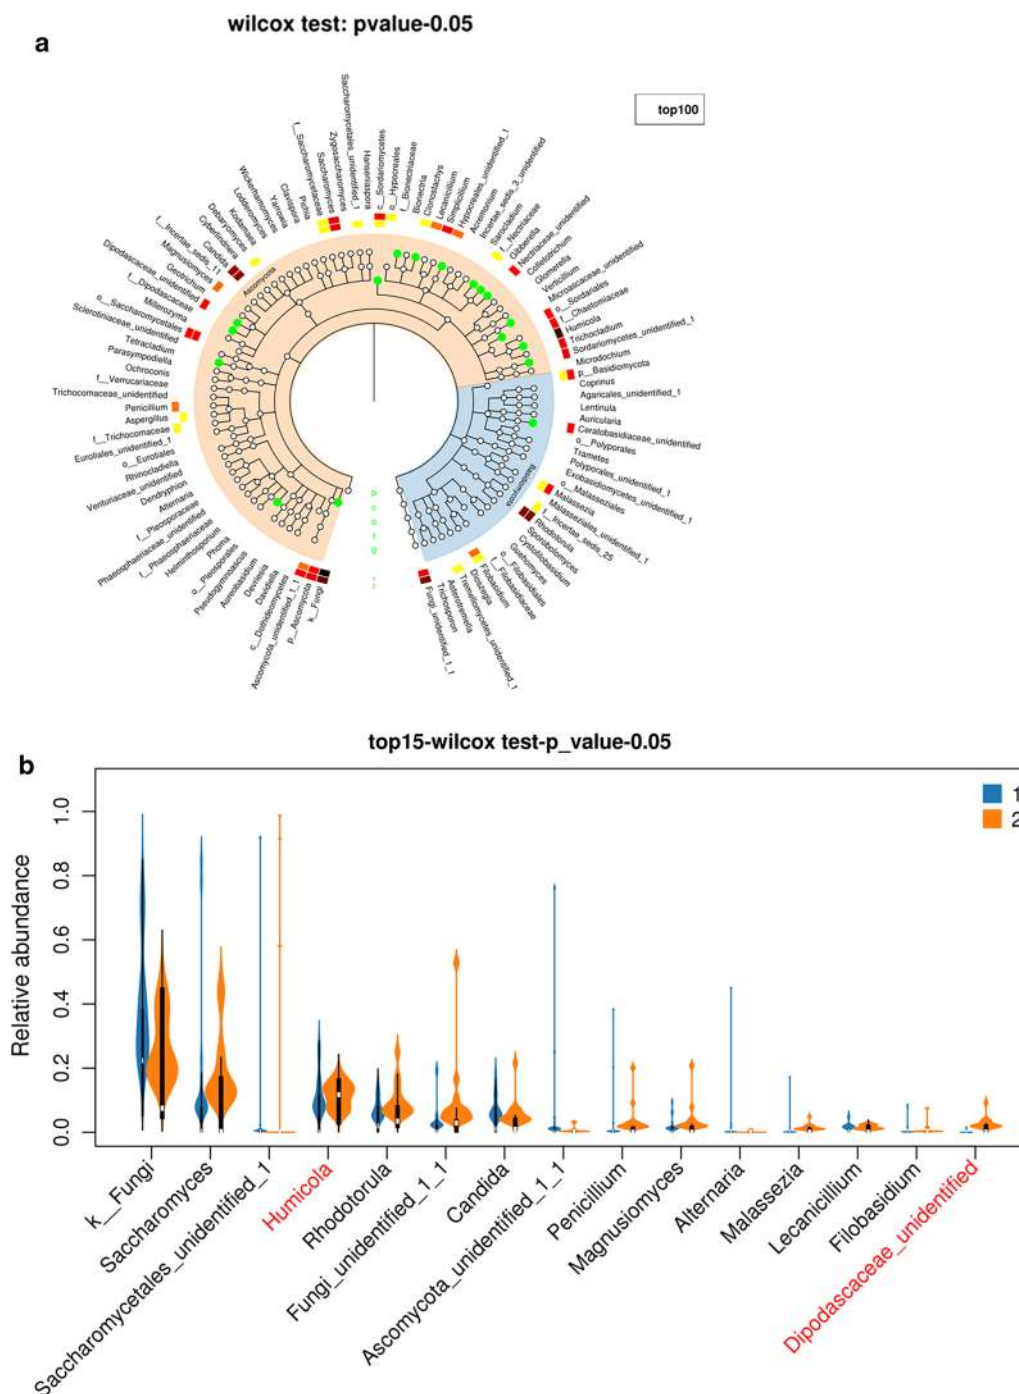 wilcox test: pvalue-0.05
a
top100
Saccharomycetales_unidentified_1
Hanseniaspora
c__Sordariomycetes
o__Hypocreales
f__Bionectriaceae
Bionectria
Clonostachys
Lecanicillium
Simplicillium
Hypocreales_unidentified_1
Acremonium
Incertae_sedis_3_unidentified
Sarocladium
f__Nectriaceae
Gibberella
Nectriaceae_unidentified
Colletotrichum
Glomerella
Verticillium
Microascaceae_unidentified
o__Sordariales
f__Chaetomiaceae
Humicola
Trichocladium
Sordariomycetes_unidentified_1
Microdochium
p__Basidiomycota
Coprinus
Agaricales_unidentified_1
Lentinula
Auricularia
Ceratobasidiaceae_unidentified
o__Polyporales
Trametes
Polyporales_unidentified_1
Exobasidiomycetes_unidentified_1
o__Malasseziales
Malassezia
Malasseziales_unidentified_1
f__Incertae_sedis_25
Rhodotorula
Sporobolomyces
Cystofilobasidium
Guehomyces
o__Filobasidiales
f__Filobasidiaceae
Filobasidium
Dioszegia
Tremellomycetes_unidentified_1
Asterotremella
Trichosporon
Fungi_unidentified_1_1
k__Fungi
p__Ascomycota
Ascomycota_unidentified_1_1
c__Dothideomycetes
Davidiella
Devriesia
Aureobasidium
Pseudogymnoascus
o__Pleosporales
Phoma
Helminthosporium
f__Phaeosphaeriaceae
Phaeosphaeriaceae_unidentified
f__Pleosporaceae
Alternaria
Dendryphion
Venturiaceae_unidentified
Rhinocladiella
o__Eurotiales
Eurotiales_unidentified_1
f__Trichocomaceae
Aspergillus
Penicillium
Trichocomaceae_unidentified
f__Verrucariaceae
Ochroconis
Parasympodiella
Tetracladium
Sclerotiniaceae_unidentified
o__Saccharomycetales
Millerozyma
f__Dipodascaceae
Dipodascaceae_unidentified
Geotrichum
Magnusiomyces
f__Incertae_sedis_11
Candida
Cyberlindnera
Debaryomyces
Kodamaea
Lodderomyces
Wickerhamomyces
Yarrowia
Clavispora
Pichia
f__Saccharomycetaceae
Saccharomyces
Zygosaccharomyces
Ascomycota
Basidiomycota
p
c
o
f
g
b
top15-wilcox test-p_value-0.05
1
2
Relative abundance
1.0
0.8
0.6
0.4
0.2
0.0
k__Fungi
Saccharomyces
Saccharomycetales_unidentified_1
Humicola
Rhodotorula
Fungi_unidentified_1_1
Candida
Ascomycota_unidentified_1_1
Penicillium
Magnusiomyces
Alternaria
Malassezia
Lecanicillium
Filobasidium
Dipodascaceae_unidentified